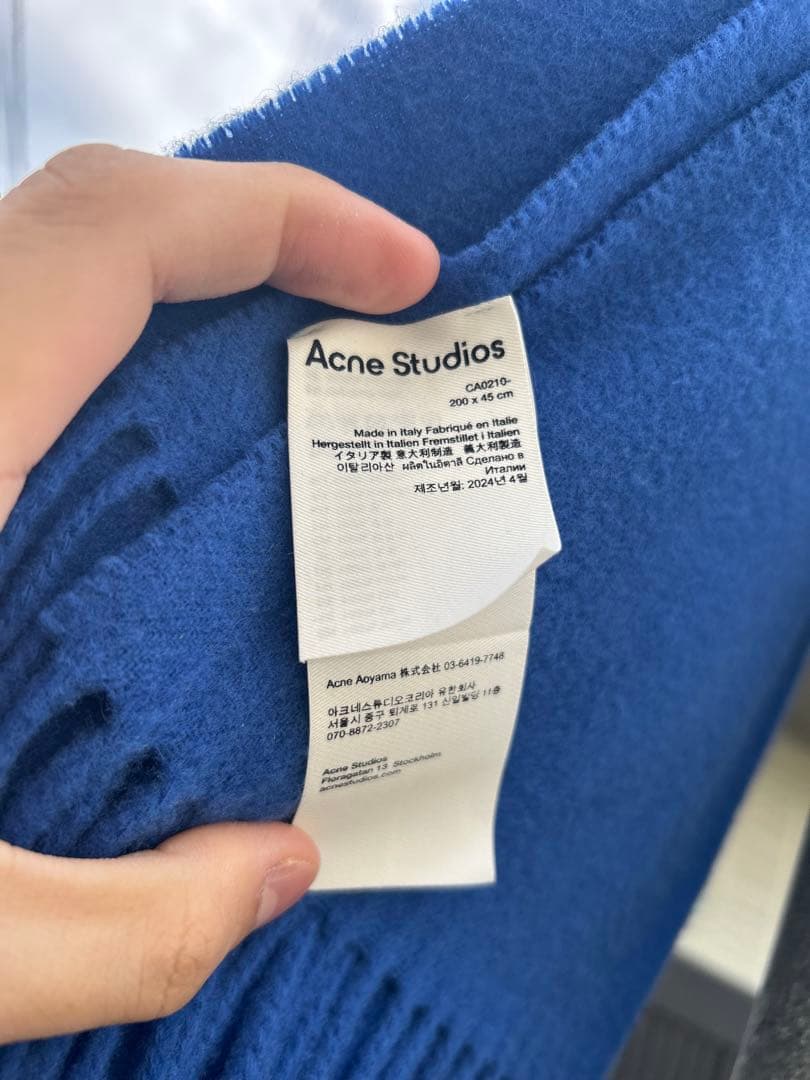 Acne Studios
CA0210-
200 x 45 cm
Made in Italy Fabriqué en Italie
Hergestellt in Italien Fremstillet i Italien
イタリア製 意大利制造 義大利製造
이탈리아산 ผลิตในอิตาลี Сделано в
Италии
제조년월: 2024년 4월
Acne Aoyama 株式会社 03-6419-7748
아크네스튜디오코리아 유한회사
서울시 중구 퇴계로 131 신일빌딩 11층
070-8872-2307
Acne Studios
Floragatan 13 Stockholm
acnestudios.com